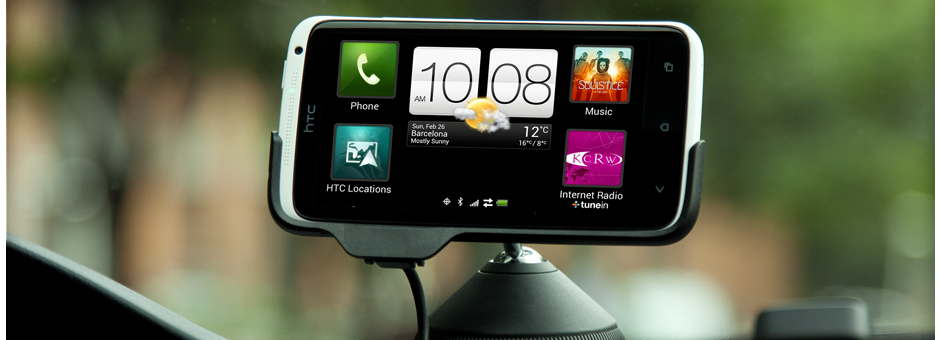 hTC
Phone
HTC Locations
10 08
AM
Sun, Feb 26
Barcelona
Mostly Sunny
12°C
16°C / 8°C
SOLSTICE
Music
KCRW
Internet Radio
tunein